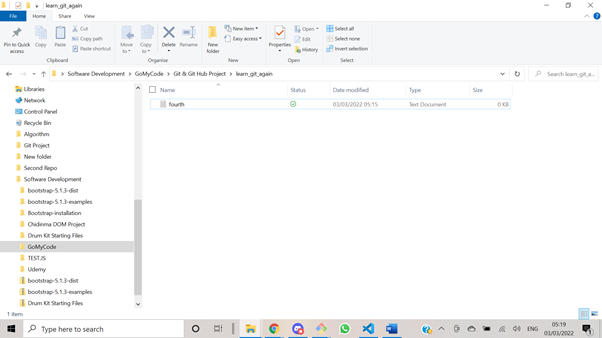 learn_git_again
File Home Share View
Pin to Quick access
Copy
Paste
Cut
Copy path
Paste shortcut
Clipboard
Move to
Copy to
Delete
Rename
Organise
New folder
New item
Easy access
New
Properties
Open
Edit
History
Open
Select all
Select none
Invert selection
Select
Software Development > GoMyCode > Git & Git Hub Project > learn_git_again
Search learn_git_a...
Libraries
Network
Control Panel
Recycle Bin
Algorithm
Git Project
New folder
Second Repo
Software Development
bootstrap-5.1.3-dist
bootstrap-5.1.3-examples
Bootstrap-installation
Chidinma DOM Project
Drum Kit Starting Files
GoMyCode
TEST.JS
Udemy
bootstrap-5.1.3-dist
bootstrap-5.1.3-examples
Drum Kit Starting Files
Name Status Date modified Type Size
fourth 03/03/2022 05:15 Text Document 0 KB
1 item
Type here to search
ENG
05:19
03/03/2022